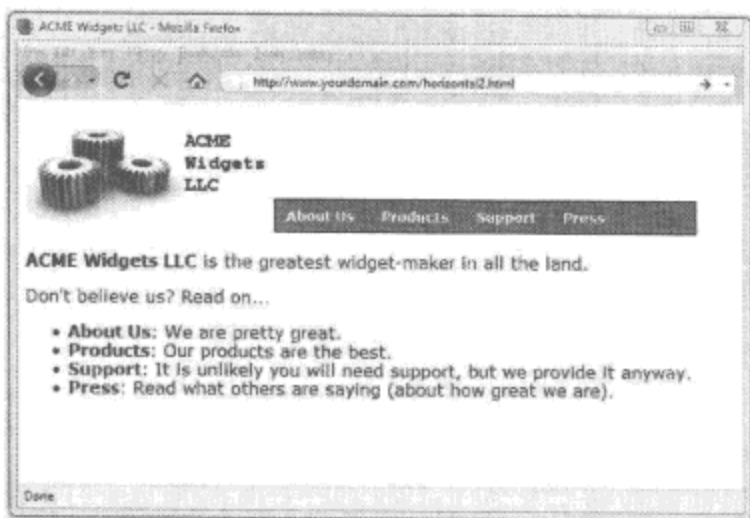 ACME Widgets LLC - Mozilla Firefox
http://www.yourdomain.com/horizontal2.html
ACME
Widgets
LLC
About Us Products Support Press
ACME Widgets LLC is the greatest widget-maker in all the land.
Don't believe us? Read on...
• About Us: We are pretty great.
• Products: Our products are the best.
• Support: It is unlikely you will need support, but we provide it anyway.
• Press: Read what others are saying (about how great we are).
Done